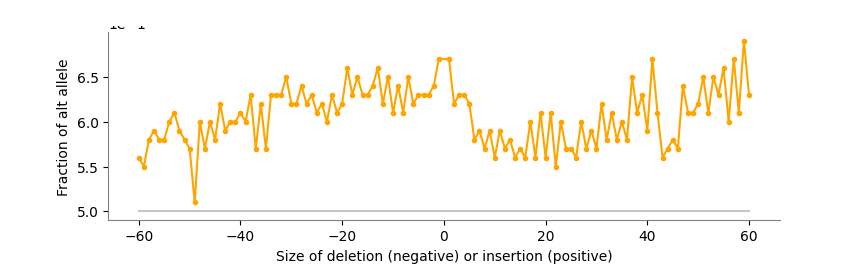 6.5
6.0
5.5
5.0
Fraction of alt allele
−60 −40 −20 0 20 40 60
Size of deletion (negative) or insertion (positive)